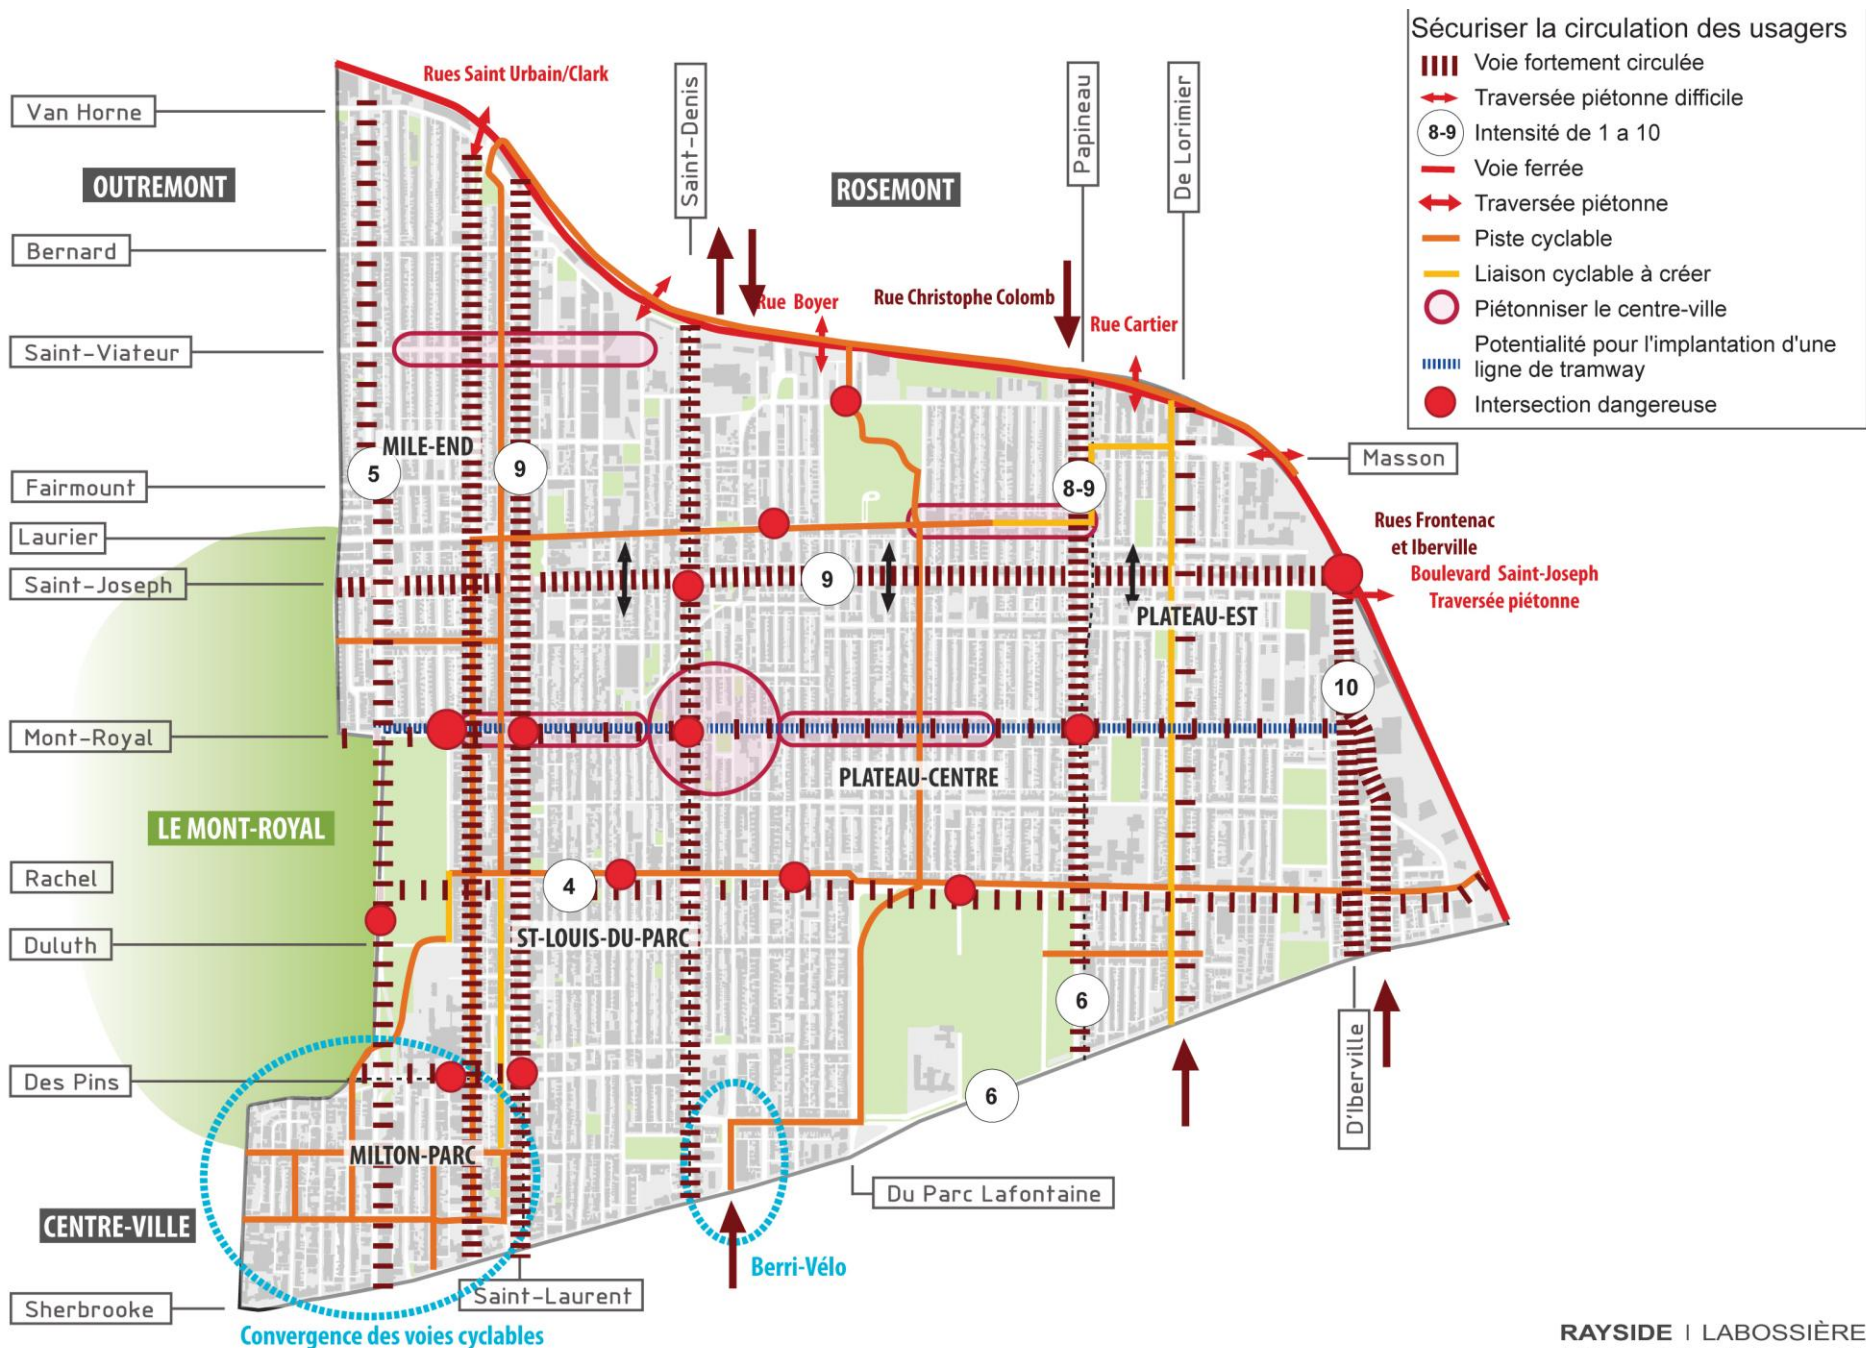 Sécuriser la circulation des usagers
Voie fortement circulée
Traversée piétonne difficile
8-9 Intensité de 1 a 10
Voie ferrée
Traversée piétonne
Piste cyclable
Liaison cyclable à créer
Piétonniser le centre-ville
Potentialité pour l'implantation d'une
ligne de tramway
Intersection dangereuse
Rues Saint Urbain/Clark
Saint-Denis
Papineau
De Lorimier
Van Horne
OUTREMONT
ROSEMONT
Bernard
Rue Boyer
Rue Christophe Colomb
Rue Cartier
Saint-Viateur
MILE-END
5
9
8-9
Masson
Fairmount
Laurier
Rues Frontenac
et Iberville
Boulevard Saint-Joseph
Traversée piétonne
Saint-Joseph
9
PLATEAU-EST
10
Mont-Royal
PLATEAU-CENTRE
LE MONT-ROYAL
Rachel
4
Duluth
ST-LOUIS-DU-PARC
6
D'Iberville
Des Pins
6
MILTON-PARC
Du Parc Lafontaine
CENTRE-VILLE
Berri-Vélo
Saint-Laurent
Sherbrooke
Convergence des voies cyclables
RAYSIDE | LABOSSIÈRE